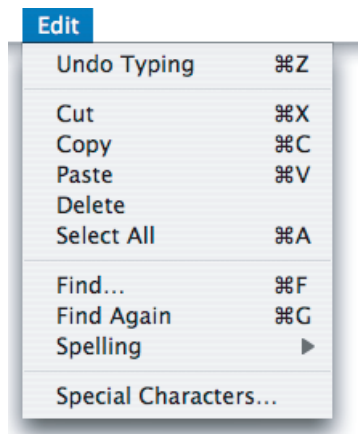 Edit
Undo Typing ⌘Z
Cut ⌘X
Copy ⌘C
Paste ⌘V
Delete
Select All ⌘A
Find... ⌘F
Find Again ⌘G
Spelling ▶
Special Characters...